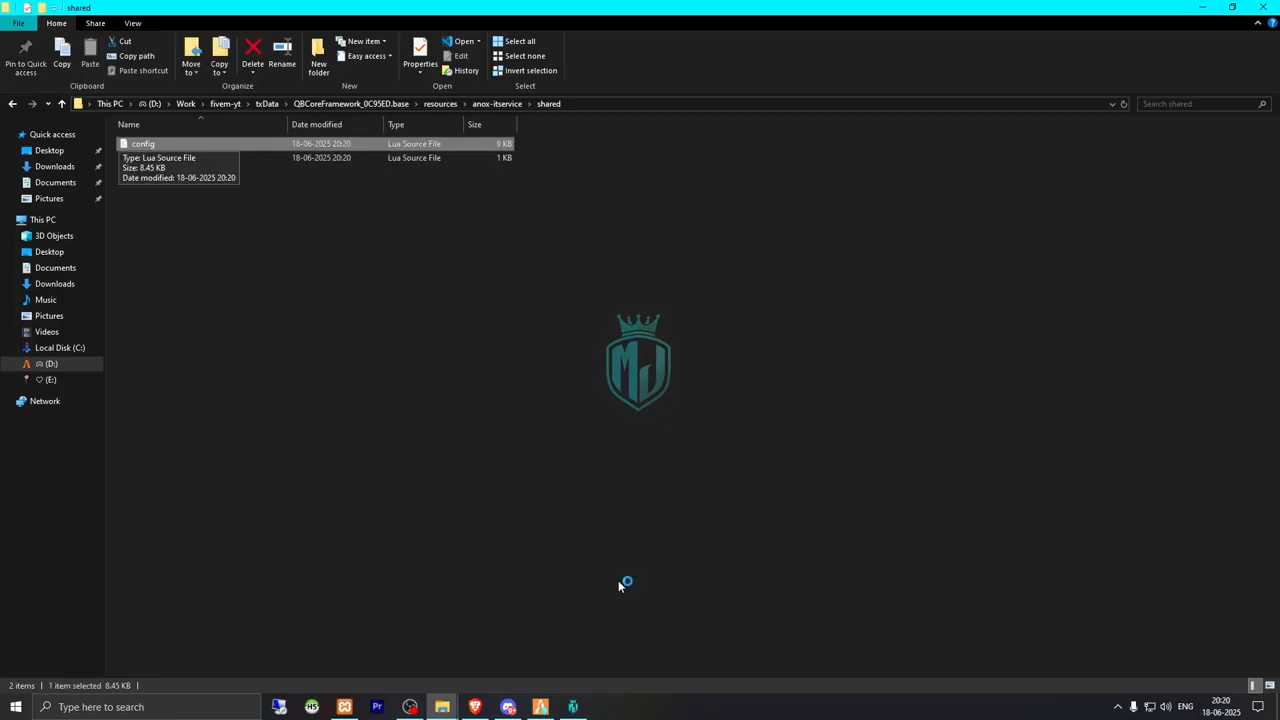 shared
File Home Share View
Pin to Quick access
Copy
Paste
Cut
Copy path
Paste shortcut
Clipboard
Move to
Copy to
Delete
Rename
Organize
New folder
New item
Easy access
New
Properties
Open
Edit
History
Open
Select all
Select none
Invert selection
Select
This PC (D:) Work fivem-yt txData QBCoreFramework_0C95ED.base resources anox-itservice shared
Search shared
Name Date modified Type Size
config 18-06-2025 20:20 Lua Source File 9 KB
18-06-2025 20:20 Lua Source File 1 KB
Type: Lua Source File
Size: 8.45 KB
Date modified: 18-06-2025 20:20
Quick access
Desktop
Downloads
Documents
Pictures
This PC
3D Objects
Desktop
Documents
Downloads
Music
Pictures
Videos
Local Disk (C:)
(D:)
(E:)
Network
MJ
2 items 1 item selected 8.45 KB
Type here to search
HS
Pr
ENG
20:20
18-06-2025